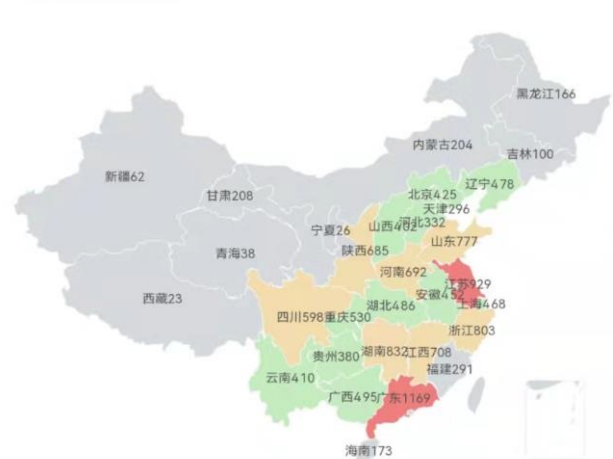 黑龙江166
内蒙古204
吉林100
新疆62
辽宁478
甘肃208
北京425
天津296
宁夏26
山西402
河北332
山东777
青海38
陕西685
河南692
江苏929
西藏23
安徽452
上海468
湖北486
四川598
重庆530
浙江803
贵州380
湖南832
江西708
福建291
云南410
广西495
广东1169
海南173